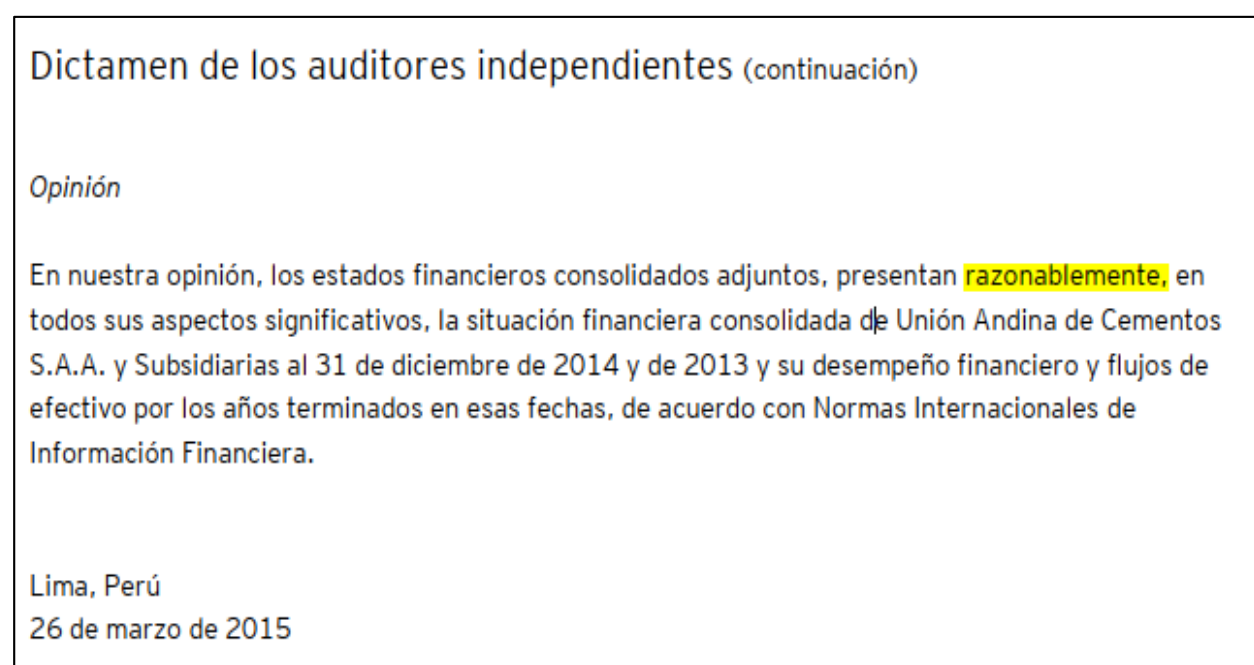 Dictamen de los auditores independientes (continuación)
Opinión
En nuestra opinión, los estados financieros consolidados adjuntos, presentan razonablemente, en
todos sus aspectos significativos, la situación financiera consolidada de Unión Andina de Cementos
S.A.A. y Subsidiarias al 31 de diciembre de 2014 y de 2013 y su desempeño financiero y flujos de
efectivo por los años terminados en esas fechas, de acuerdo con Normas Internacionales de
Información Financiera.
Lima, Perú
26 de marzo de 2015